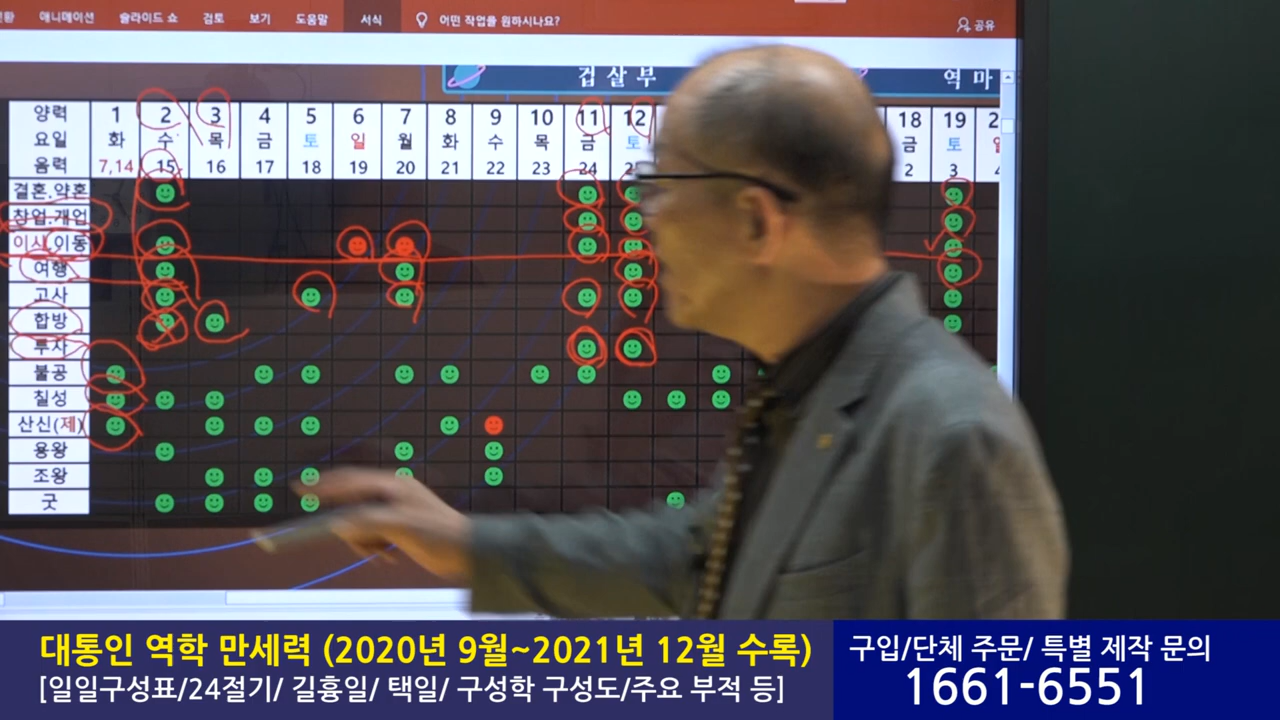 애니메이션 슬라이드 쇼 검토 보기 도움말 서식 어떤 작업을 원하시나요? 공유
겁살부 역마
양력 1 2 3 4 5 6 7 8 9 10 11 12 18 19
요일 화 수 목 금 토 일 월 화 수 목 금 토 금 토
음력 7,14 15 16 17 18 19 20 21 22 23 24 2 3
결혼.약혼
창업.개업
이사.이동
여행
고사
합방
투자
불공
칠성
산신(제)
용왕
조왕
굿
대통인 역학 만세력 (2020년 9월~2021년 12월 수록)
[일일구성표/24절기/ 길흉일/ 택일/ 구성학 구성도/주요 부적 등]
구입/단체 주문/ 특별 제작 문의
1661-6551